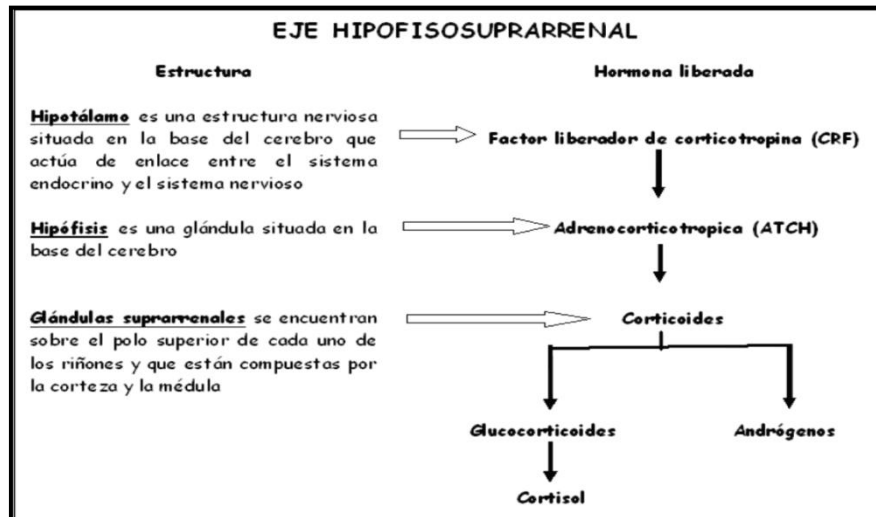 EJE HIPOFISOSUPRARRENAL
Estructura
Hormona liberada
Hipotálamo es una estructura nerviosa
situada en la base del cerebro que
actúa de enlace entre el sistema
endocrino y el sistema nervioso
Factor liberador de corticotropina (CRF)
Hipófisis es una glándula situada en la
base del cerebro
Adrenocorticotropica (ATCH)
Glándulas suprarrenales se encuentran
sobre el polo superior de cada uno de
los riñones y que están compuestas por
la corteza y la médula
Corticoides
Glucocorticoides
Andrógenos
Cortisol